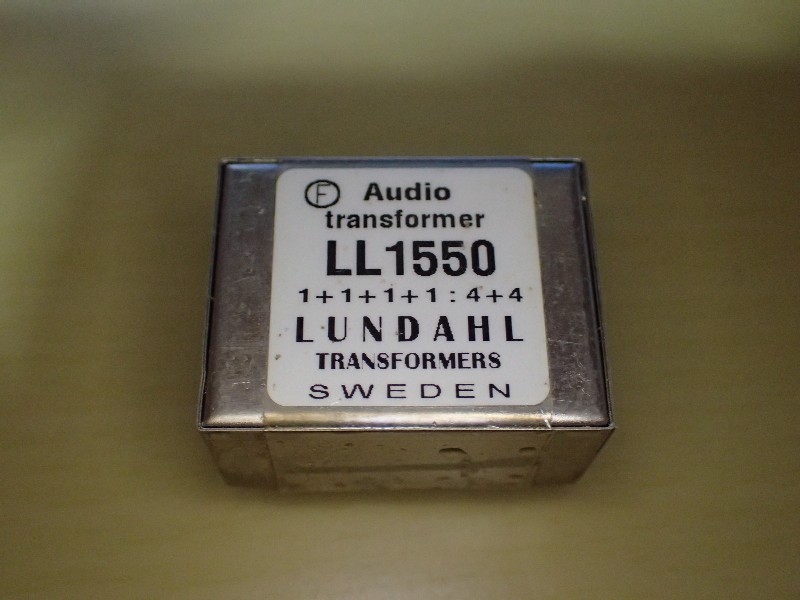 Ⓕ Audio
transformer
LL1550
1+1+1+1:4+4
LUNDAHL
TRANSFORMERS
SWEDEN